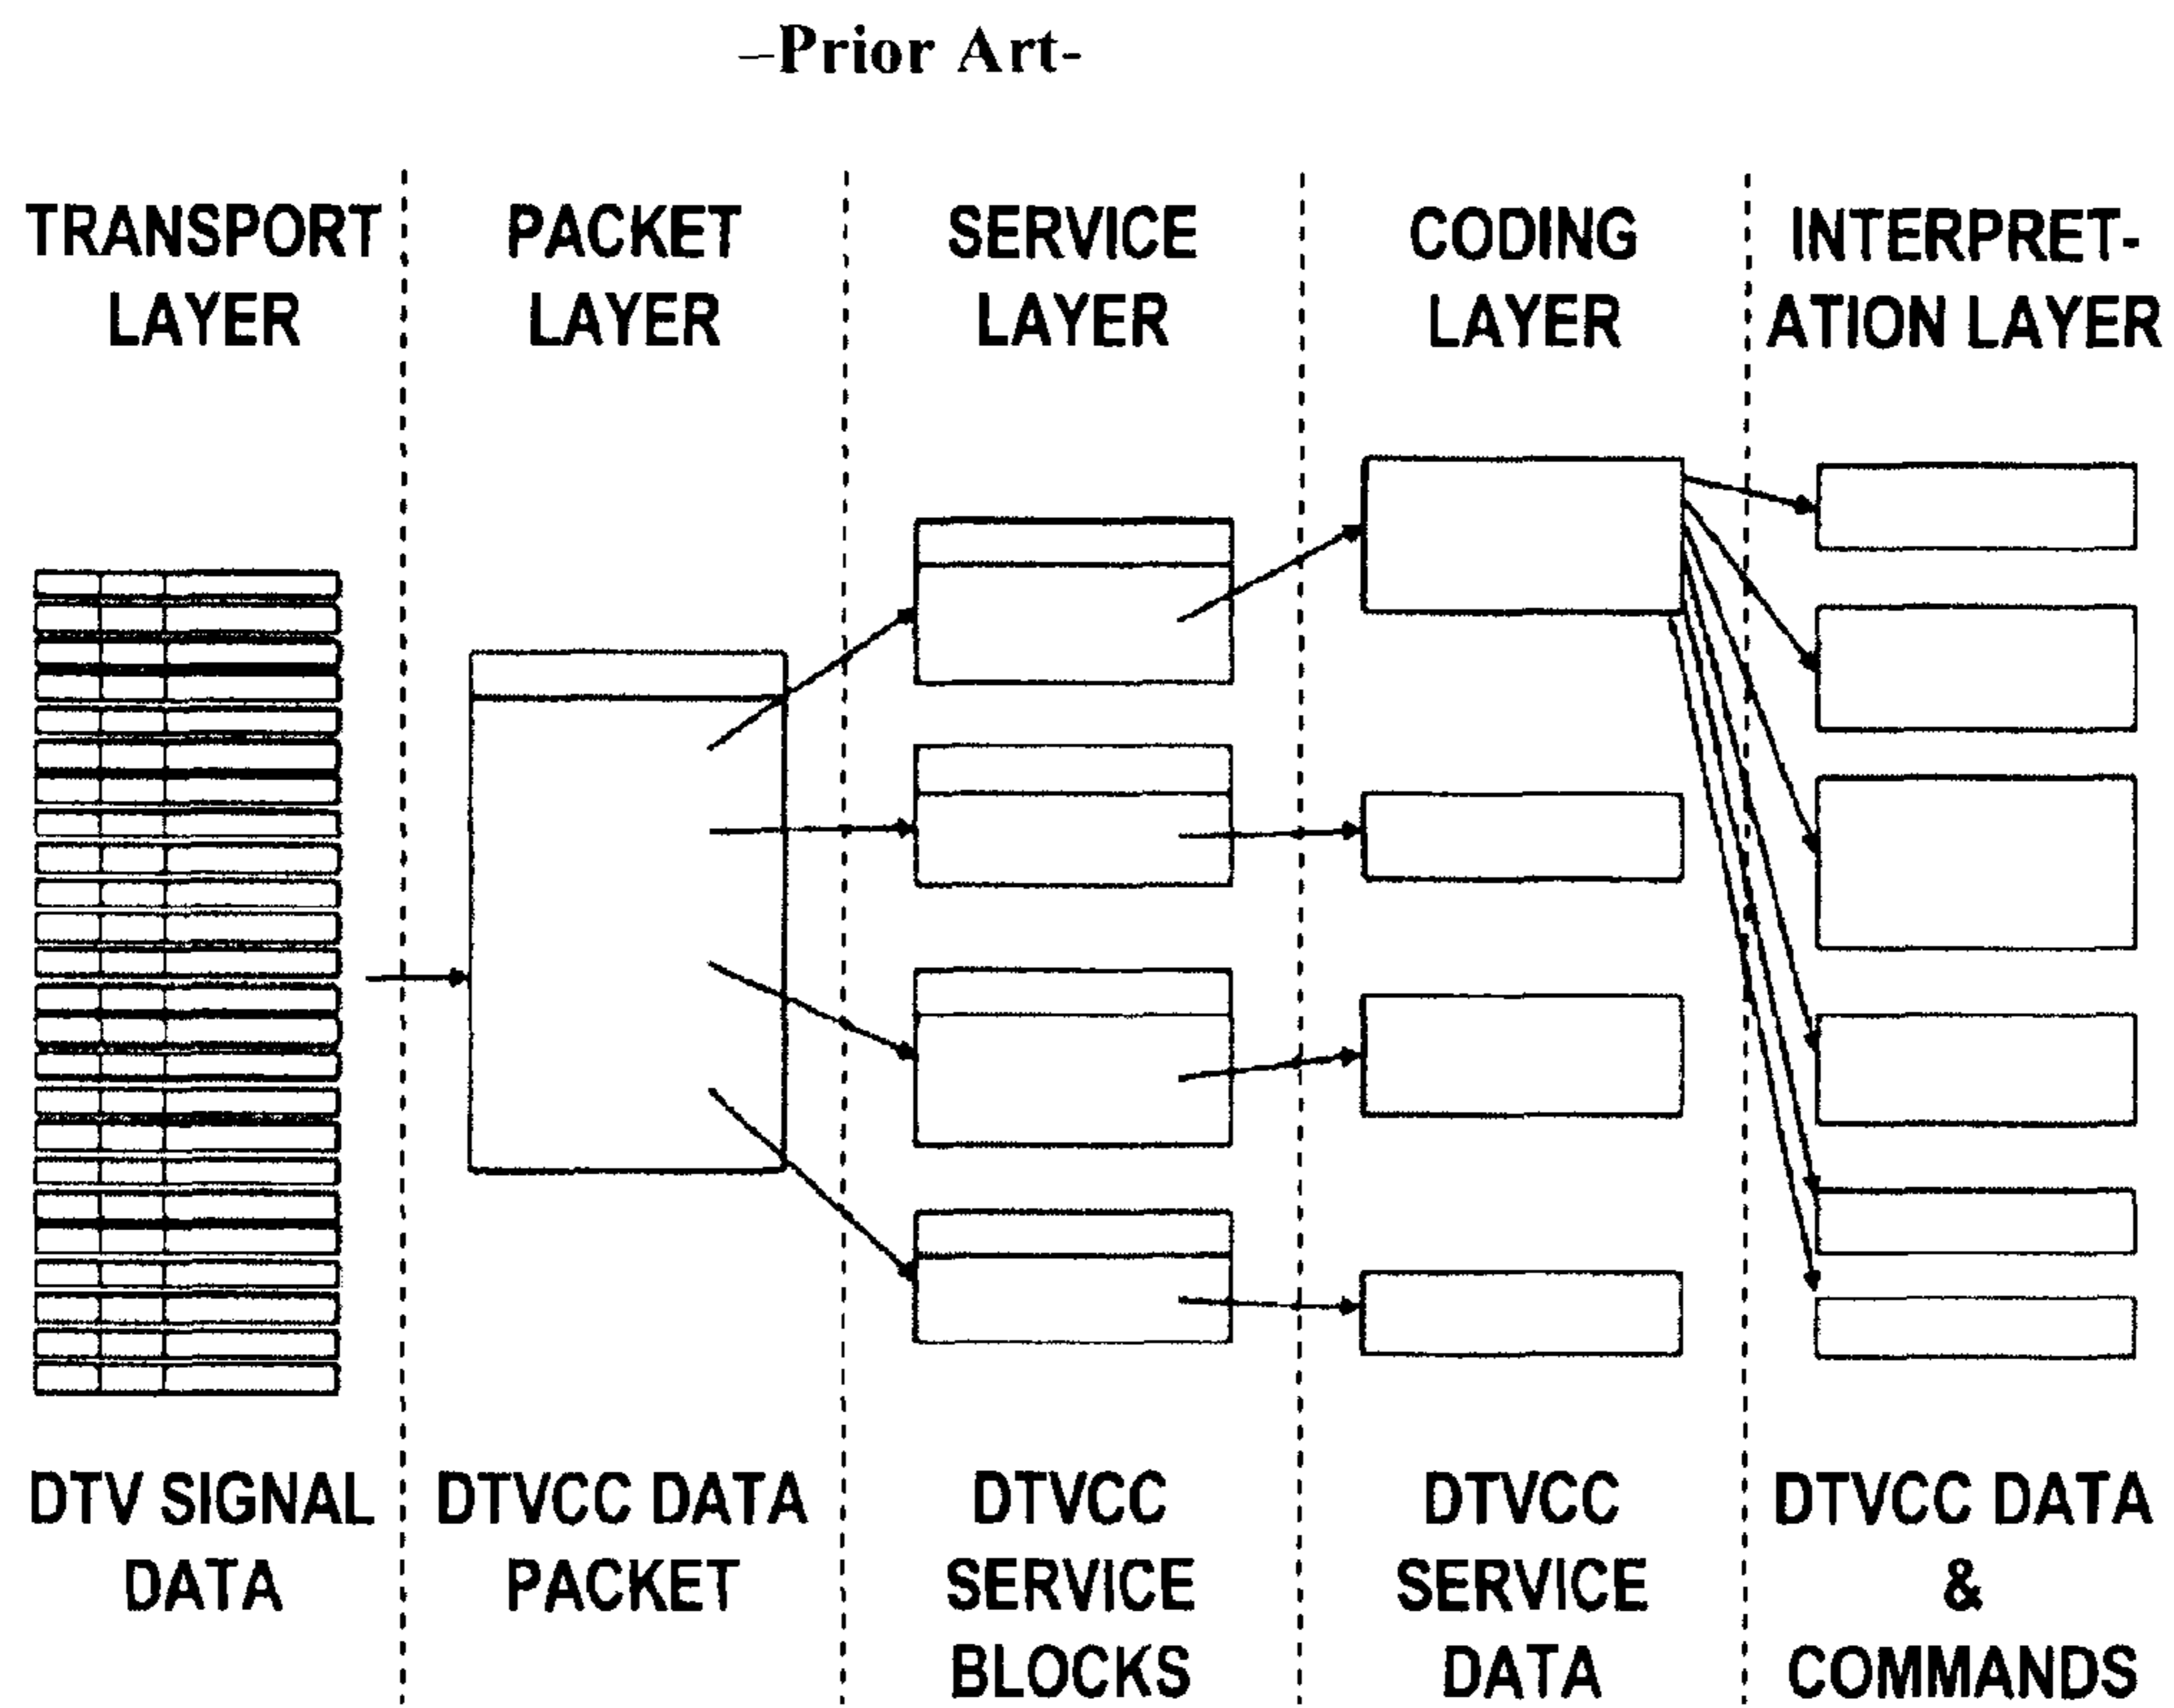 –Prior Art-
TRANSPORT
LAYER
PACKET
LAYER
SERVICE
LAYER
CODING
LAYER
INTERPRET-
ATION LAYER
DTV SIGNAL
DATA
DTVCC DATA
PACKET
DTVCC
SERVICE
BLOCKS
DTVCC
SERVICE
DATA
DTVCC DATA
&
COMMANDS